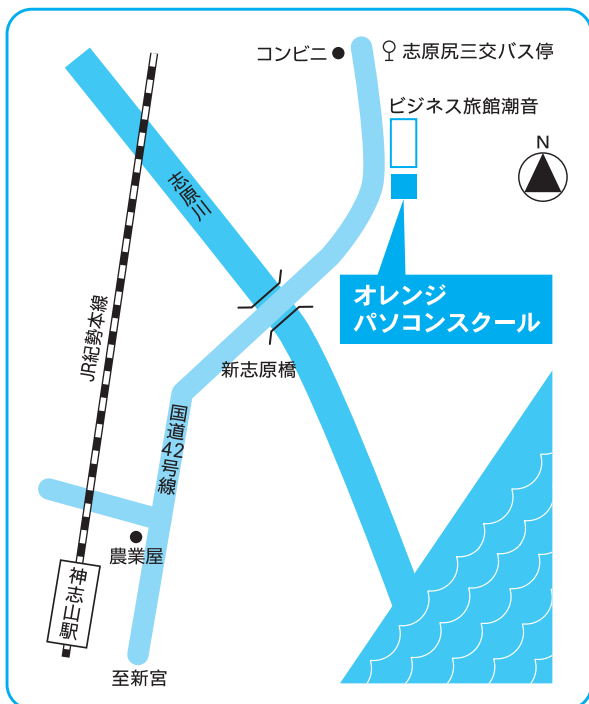 コンビニ
志原尻三交バス停
ビジネス旅館潮音
N
志原川
オレンジ
パソコンスクール
JR紀勢本線
新志原橋
国道42号線
農業屋
神志山駅
至新宮